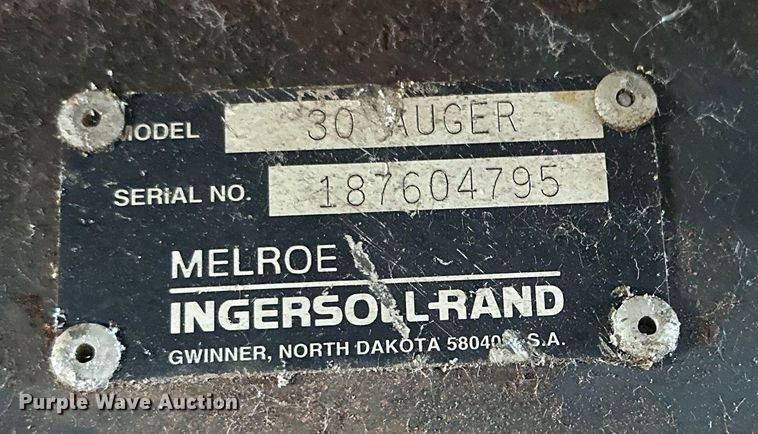 MODEL 30 AUGER
SERIAL NO. 187604795
MELROE
INGERSOLL-RAND
GWINNER, NORTH DAKOTA 58040 S.A.
Purple Wave Auction